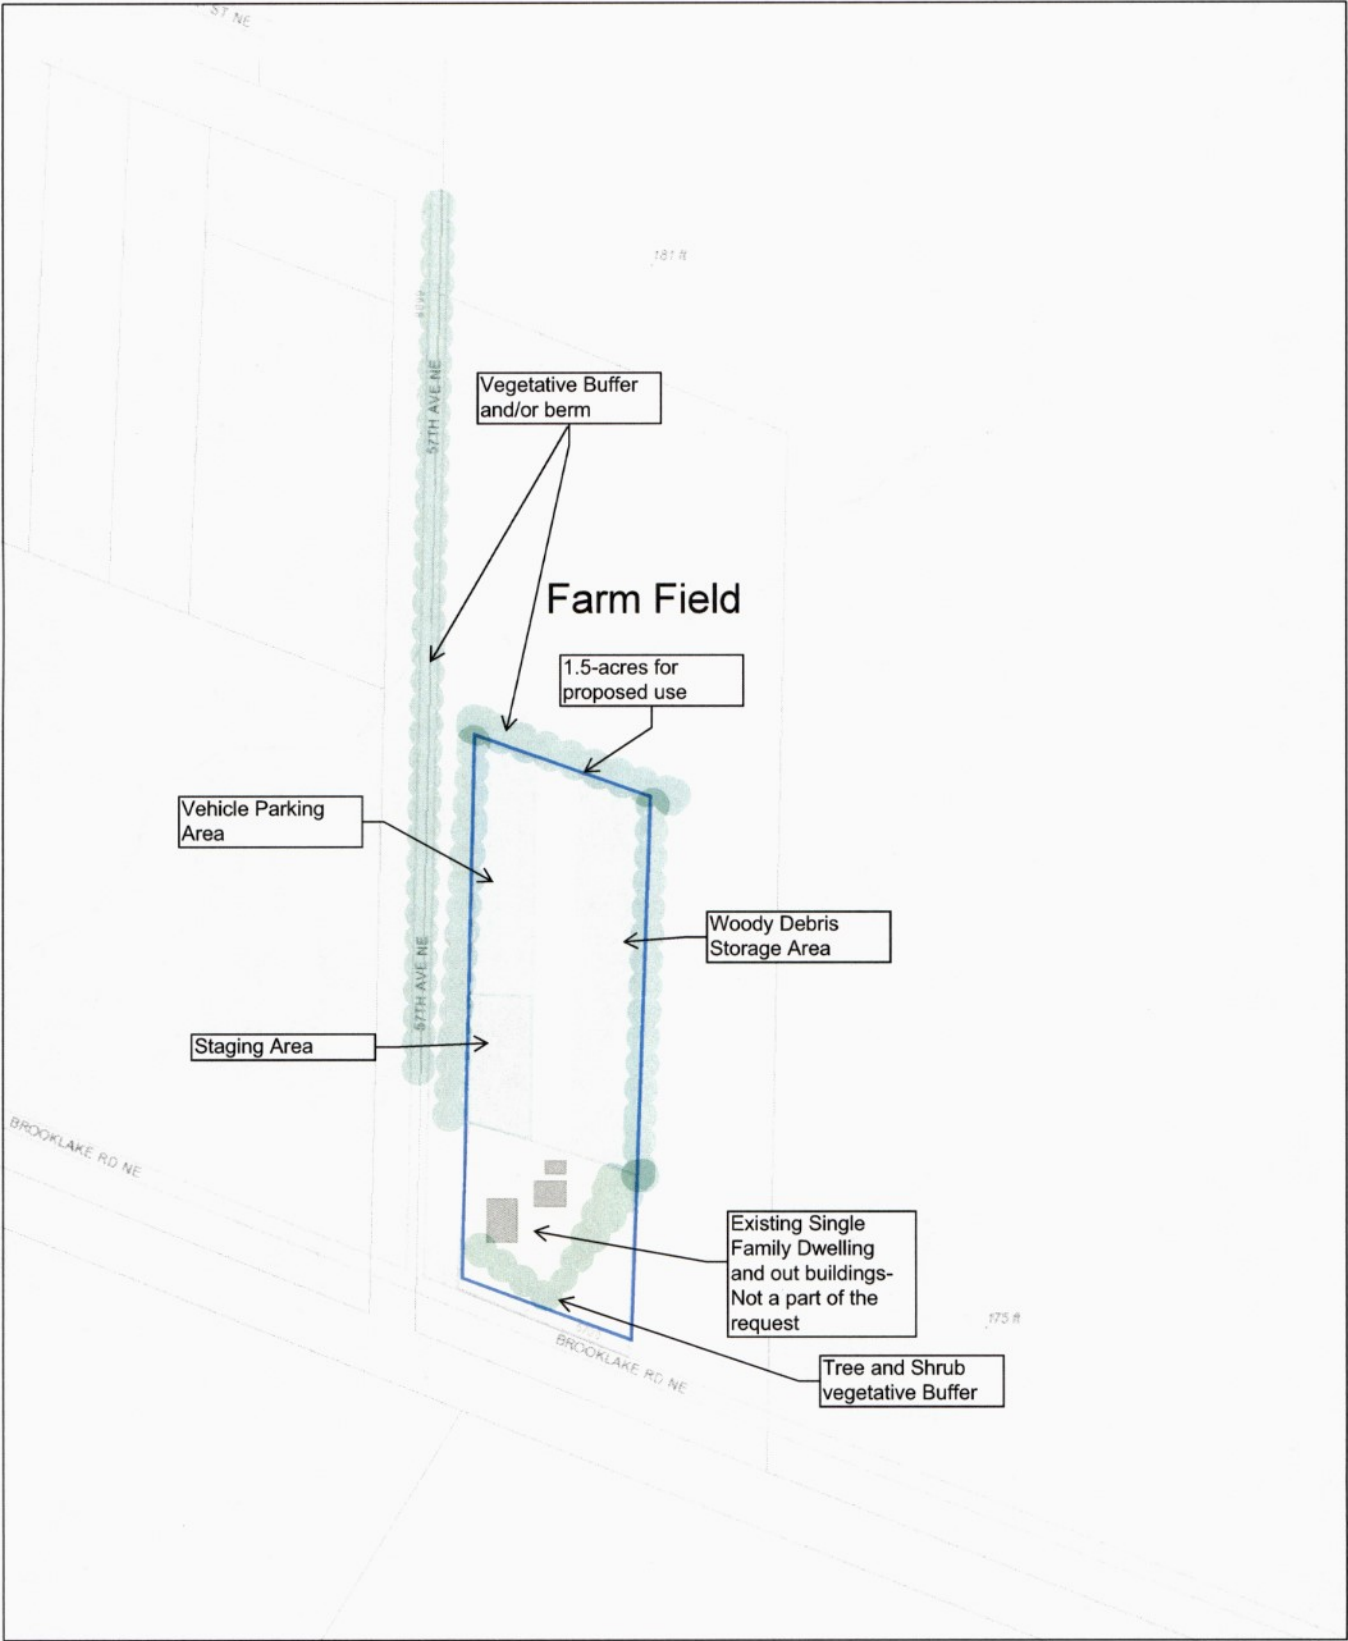 ST NE
181 ft
57TH AVE NE
Vegetative Buffer
and/or berm
Farm Field
1.5-acres for
proposed use
Vehicle Parking
Area
Woody Debris
Storage Area
57TH AVE NE
Staging Area
BROOKLAKE RD NE
Existing Single
Family Dwelling
and out buildings-
Not a part of the
request
175 ft
BROOKLAKE RD NE
Tree and Shrub
vegetative Buffer